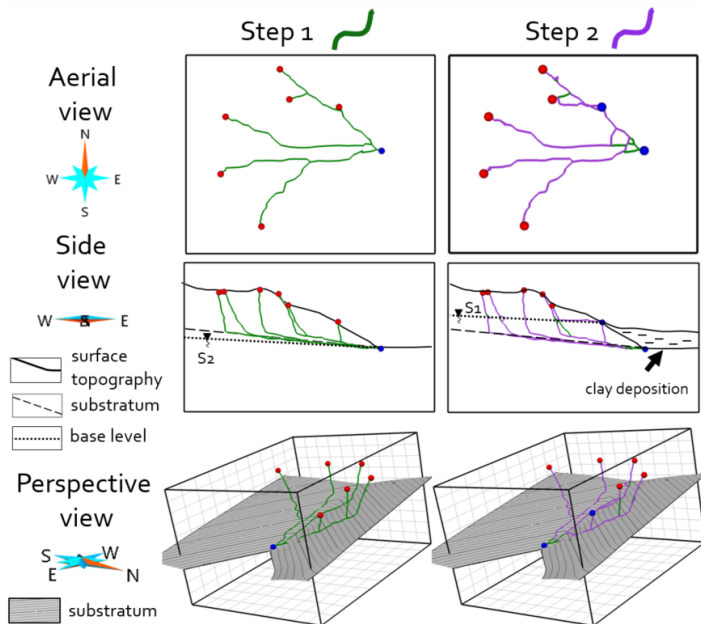 Step 1
Step 2
Aerial
view
N
W
E
S
Side
view
W
E
S
surface
topography
substratum
base level
S2
S1
clay deposition
Perspective
view
S
W
E
N
substratum